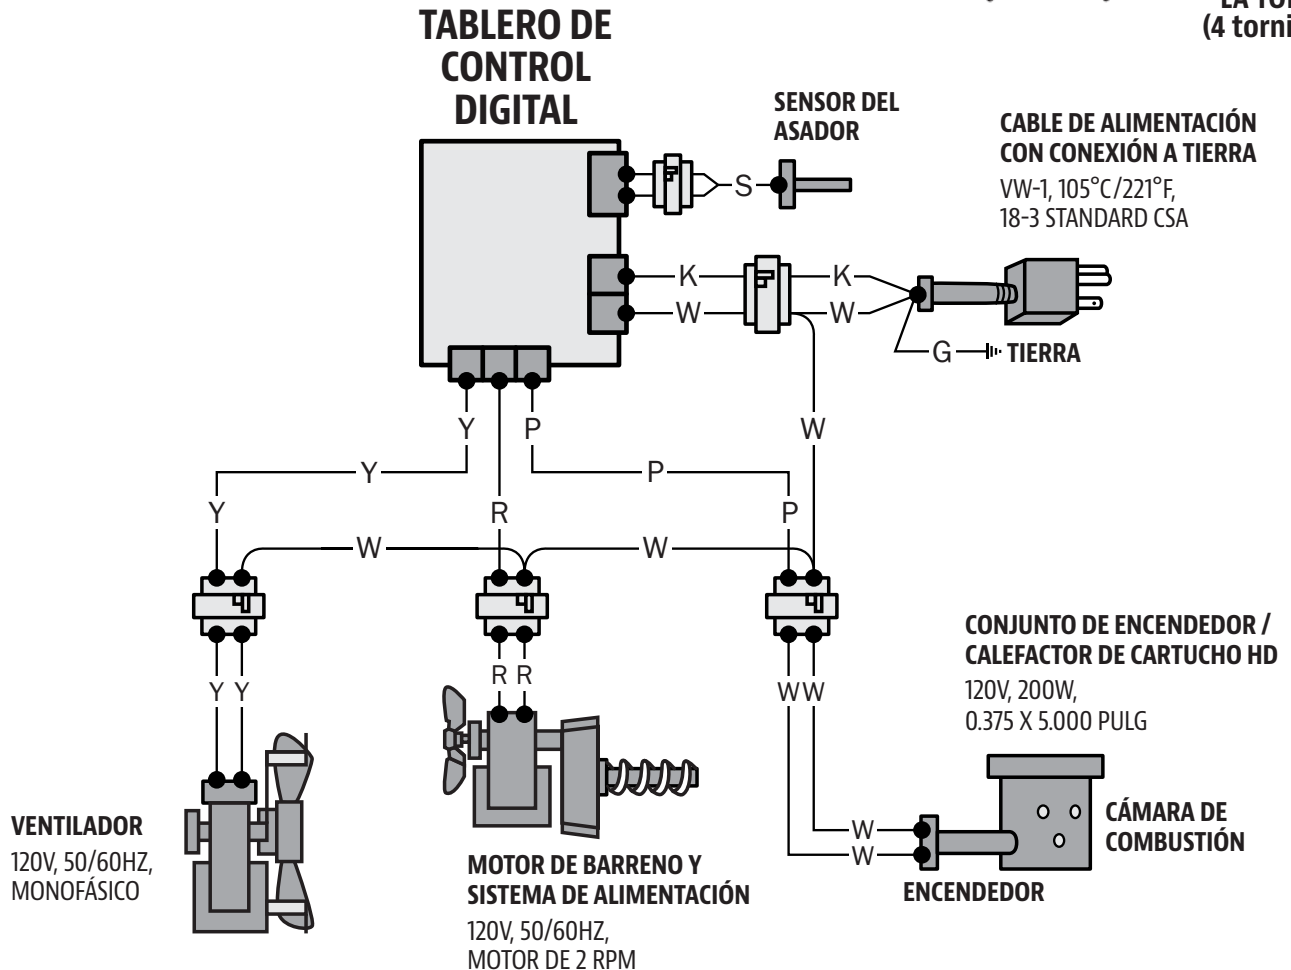 (4 torni
TABLERO DE
CONTROL
DIGITAL
SENSOR DEL
ASADOR
S
CABLE DE ALIMENTACIÓN
CON CONEXIÓN A TIERRA
VW-1, 105°C/221°F,
18-3 STANDARD CSA
K K
W W
G TIERRA
Y P W
Y P
Y R P
W W
R R
Y Y WW
CONJUNTO DE ENCENDEDOR /
CALEFACTOR DE CARTUCHO HD
120V, 200W,
0.375 X 5.000 PULG
VENTILADOR
120V, 50/60HZ,
MONOFÁSICO
MOTOR DE BARRENO Y
SISTEMA DE ALIMENTACIÓN
120V, 50/60HZ,
MOTOR DE 2 RPM
W
W
CÁMARA DE
COMBUSTIÓN
ENCENDEDOR